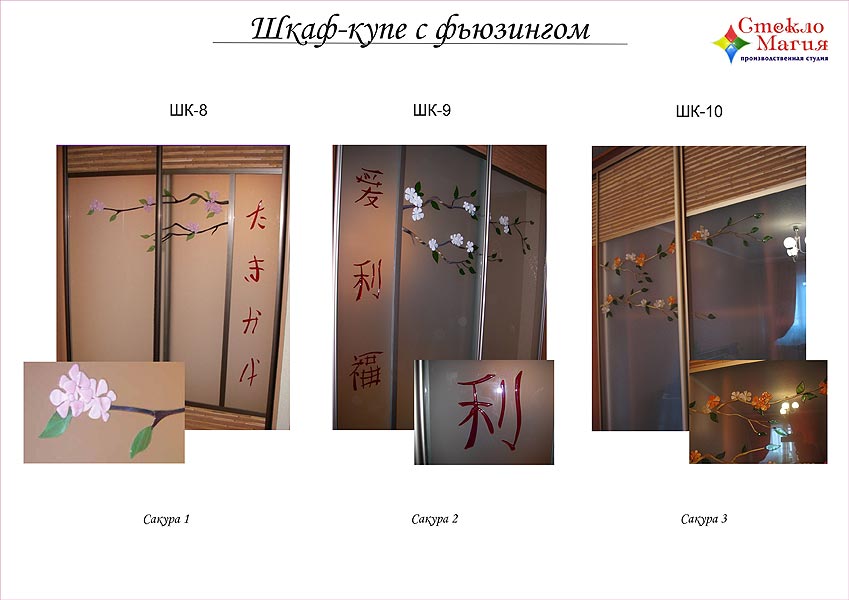 Шкаф-купе с фьюзингом
Стекло
Магия
производственная студия
ШК-8
ШК-9
ШК-10
愛
利
福
利
Сакура 1
Сакура 2
Сакура 3